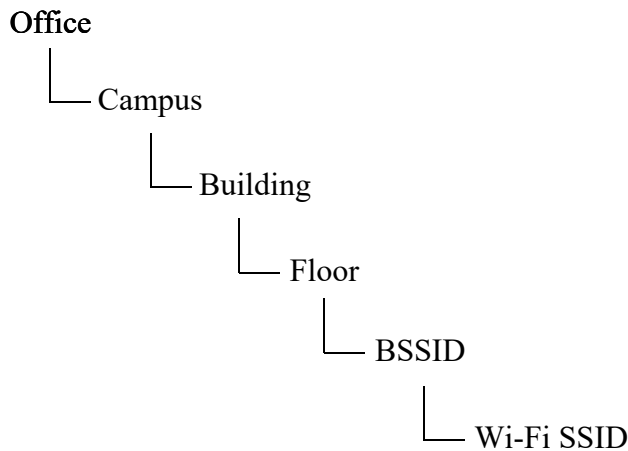 Office
Campus
Building
Floor
BSSID
Wi-Fi SSID